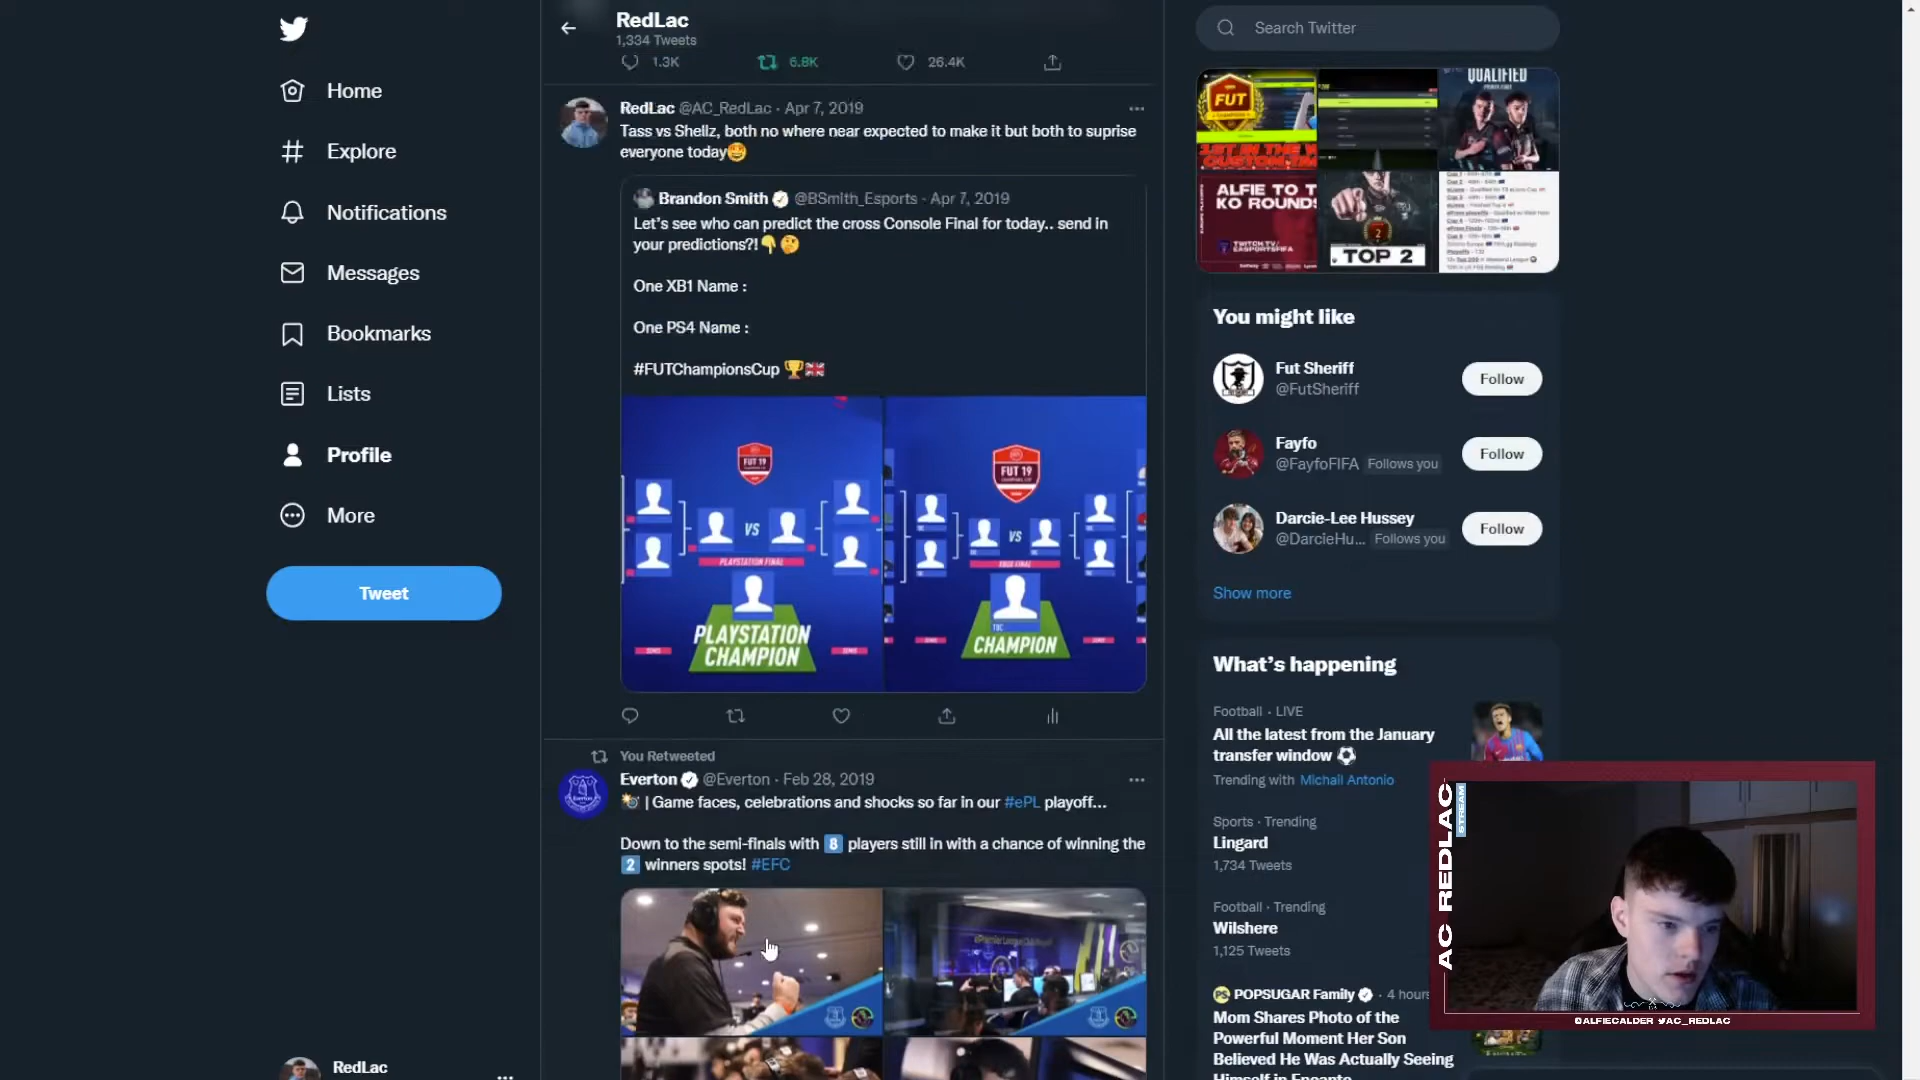 RedLac
1,334 Tweets
1.3K 6.8K 26.4K
Home
Explore
Notifications
Messages
Bookmarks
Lists
Profile
More
Tweet
RedLac
RedLac @AC_RedLac · Apr 7, 2019
Tass vs Shellz, both no where near expected to make it but both to suprise
everyone today🤩
Brandon Smith @BSmith_Esports · Apr 7, 2019
Let's see who can predict the cross Console Final for today.. send in
your predictions?! 👇🤔
One XB1 Name :
One PS4 Name :
#FUTChampionsCup 🏆🇬🇧
FUT 19
VS
PLAYSTATION FINAL
PLAYSTATION
CHAMPION
FUT 19
VS
XBOX FINAL
TBC
CHAMPION
You Retweeted
Everton @Everton · Feb 28, 2019
💣 | Game faces, celebrations and shocks so far in our #ePL playoff...
Down to the semi-finals with 8 players still in with a chance of winning the
2 winners spots! #EFC
Search Twitter
FUT
CHAMPIONS
QUALIFIED
ALFIE TO T
KO ROUNDS
TWITCH.TV/
EASPORTSFIFA
2
TOP 2
You might like
Fut Sheriff
@FutSheriff
Follow
Fayfo
@FayfoFIFA Follows you
Follow
Darcie-Lee Hussey
@DarcieHu... Follows you
Follow
Show more
What's happening
Football · LIVE
All the latest from the January
transfer window ⚽
Trending with Michail Antonio
Sports · Trending
Lingard
1,734 Tweets
Football · Trending
Wilshere
1,125 Tweets
POPSUGAR Family · 4 hours
Mom Shares Photo of the
Powerful Moment Her Son
Believed He Was Actually Seeing
Himself in Encanto
AC REDLAC
STREAM
@ALFIECALDER @AC_REDLAC